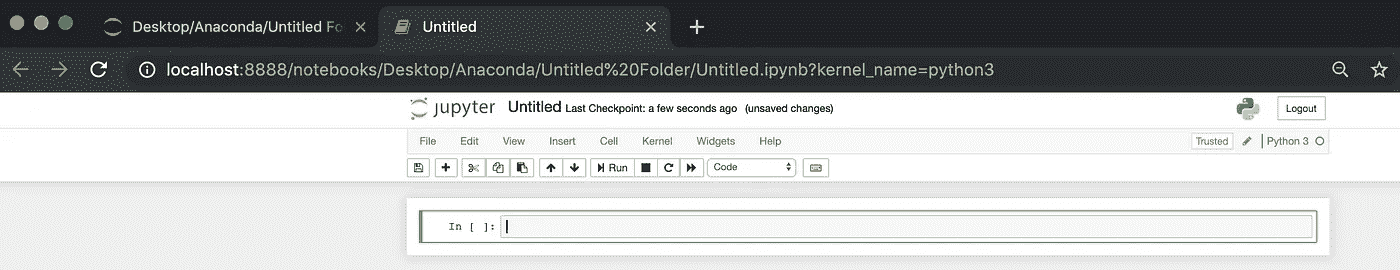 Desktop/Anaconda/Untitled Fo
Untitled
localhost:8888/notebooks/Desktop/Anaconda/Untitled%20Folder/Untitled.ipynb?kernel_name=python3
jupyter Untitled Last Checkpoint: a few seconds ago (unsaved changes) Logout
File Edit View Insert Cell Kernel Widgets Help Trusted Python 3
Run Code
In [ ]: